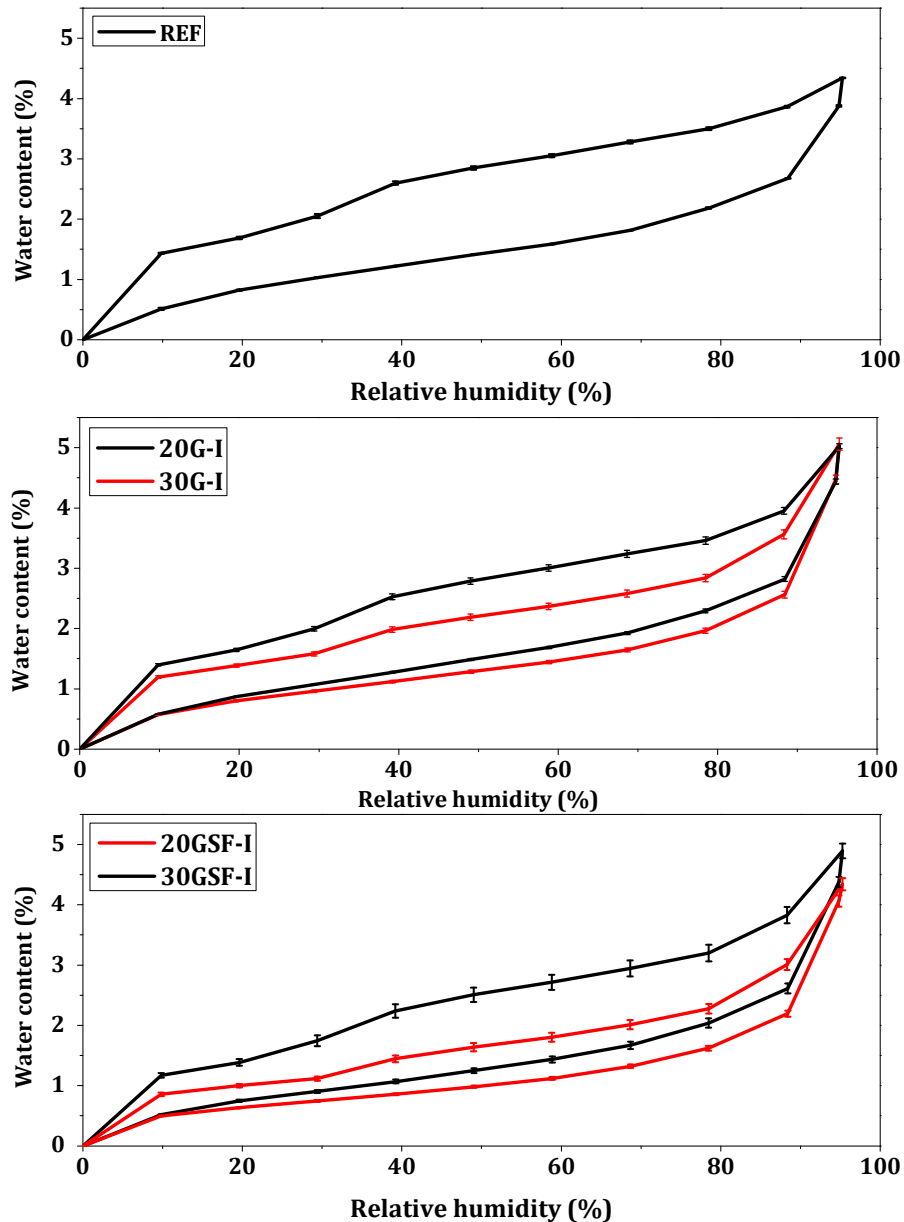 REF
Water content (%)
5
4
3
2
1
0
0 20 40 60 80 100
Relative humidity (%)
20G-I
30G-I
Water content (%)
5
4
3
2
1
0
0 20 40 60 80 100
Relative humidity (%)
20GSF-I
30GSF-I
Water content (%)
5
4
3
2
1
0
0 20 40 60 80 100
Relative humidity (%)